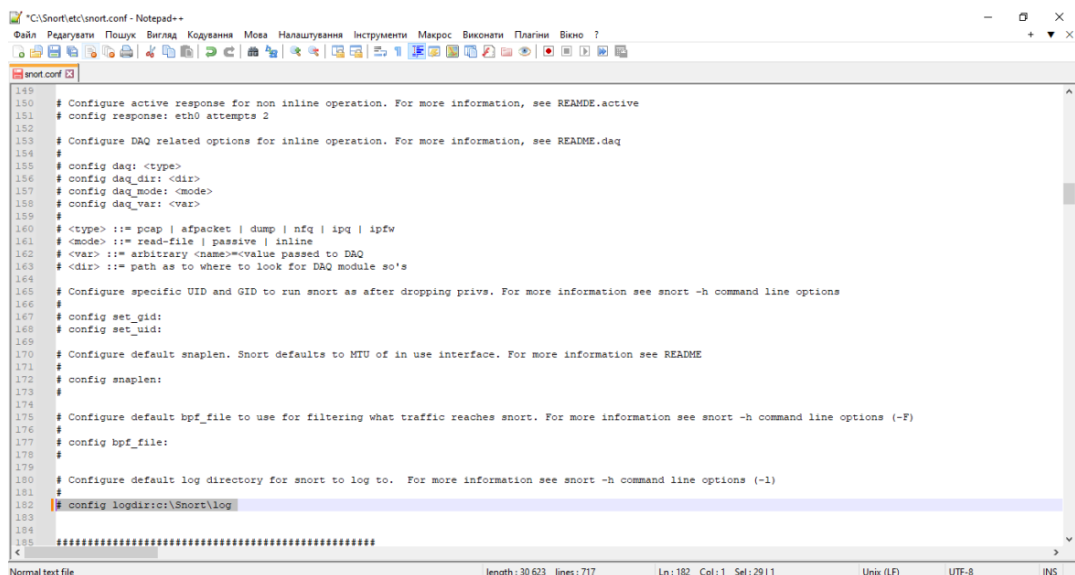 *C:\Snort\etc\snort.conf - Notepad++
Файл Редагувати Пошук Вигляд Кодування Мова Налаштування Інструменти Макрос Виконати Плагіни Вікно ?
snort.conf
149
150 # Configure active response for non inline operation. For more information, see REAMDE.active
151 # config response: eth0 attempts 2
152
153 # Configure DAQ related options for inline operation. For more information, see README.daq
154 #
155 # config daq: <type>
156 # config daq_dir: <dir>
157 # config daq_mode: <mode>
158 # config daq_var: <var>
159 #
160 # <type> ::= pcap | afpacket | dump | nfq | ipq | ipfw
161 # <mode> ::= read-file | passive | inline
162 # <var> ::= arbitrary <name>=<value passed to DAQ
163 # <dir> ::= path as to where to look for DAQ module so's
164
165 # Configure specific UID and GID to run snort as after dropping privs. For more information see snort -h command line options
166 #
167 # config set_gid:
168 # config set_uid:
169
170 # Configure default snaplen. Snort defaults to MTU of in use interface. For more information see README
171 #
172 # config snaplen:
173 #
174
175 # Configure default bpf_file to use for filtering what traffic reaches snort. For more information see snort -h command line options (-F)
176 #
177 # config bpf_file:
178 #
179
180 # Configure default log directory for snort to log to.  For more information see snort -h command line options (-l)
181 #
182 # config logdir:c:\Snort\log
183
184
185 ###################################################
Normal text file length : 30 623 lines : 717 Ln : 182 Col : 1 Sel : 29 | 1 Unix (LF) UTF-8 INS